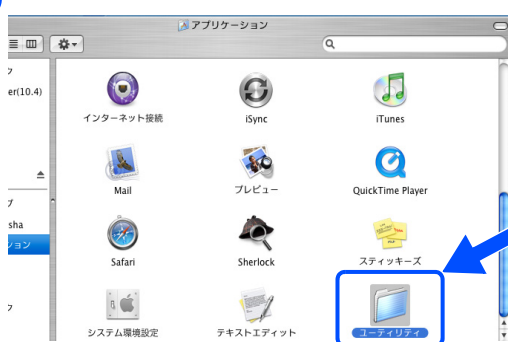 アプリケーション
er(10.4)
インターネット接続
iSync
iTunes
Mail
プレビュー
QuickTime Player
sha
ション
Safari
Sherlock
スティッキーズ
システム環境設定
テキストエディット
ユーティリティ